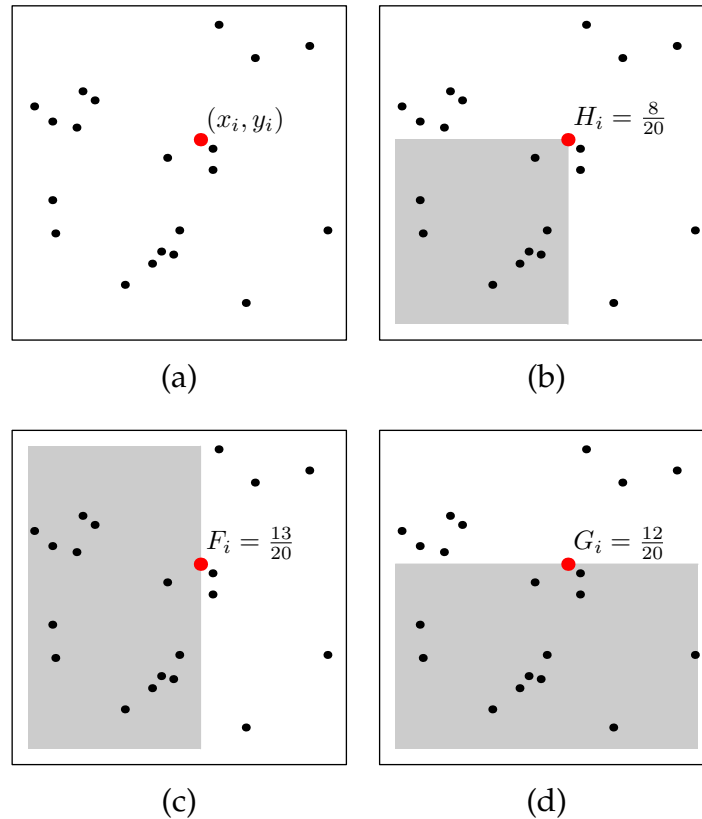 (x_i, y_i)
H_i = 8/20
(a)
(b)
F_i = 13/20
G_i = 12/20
(c)
(d)